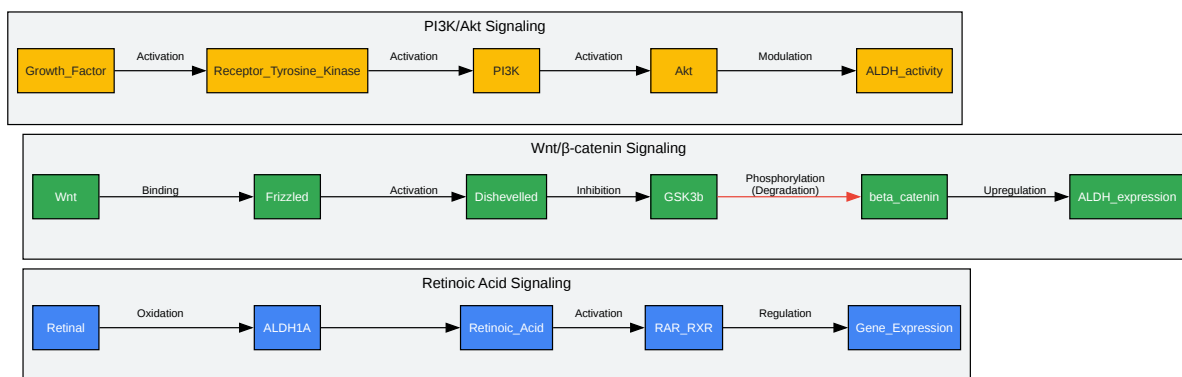 PI3K/Akt Signaling
Growth_Factor
Activation
Receptor_Tyrosine_Kinase
Activation
PI3K
Activation
Akt
Modulation
ALDH_activity
Wnt/β-catenin Signaling
Wnt
Binding
Frizzled
Activation
Dishevelled
Inhibition
GSK3b
Phosphorylation
(Degradation)
beta_catenin
Upregulation
ALDH_expression
Retinoic Acid Signaling
Retinal
Oxidation
ALDH1A
Retinoic_Acid
Activation
RAR_RXR
Regulation
Gene_Expression